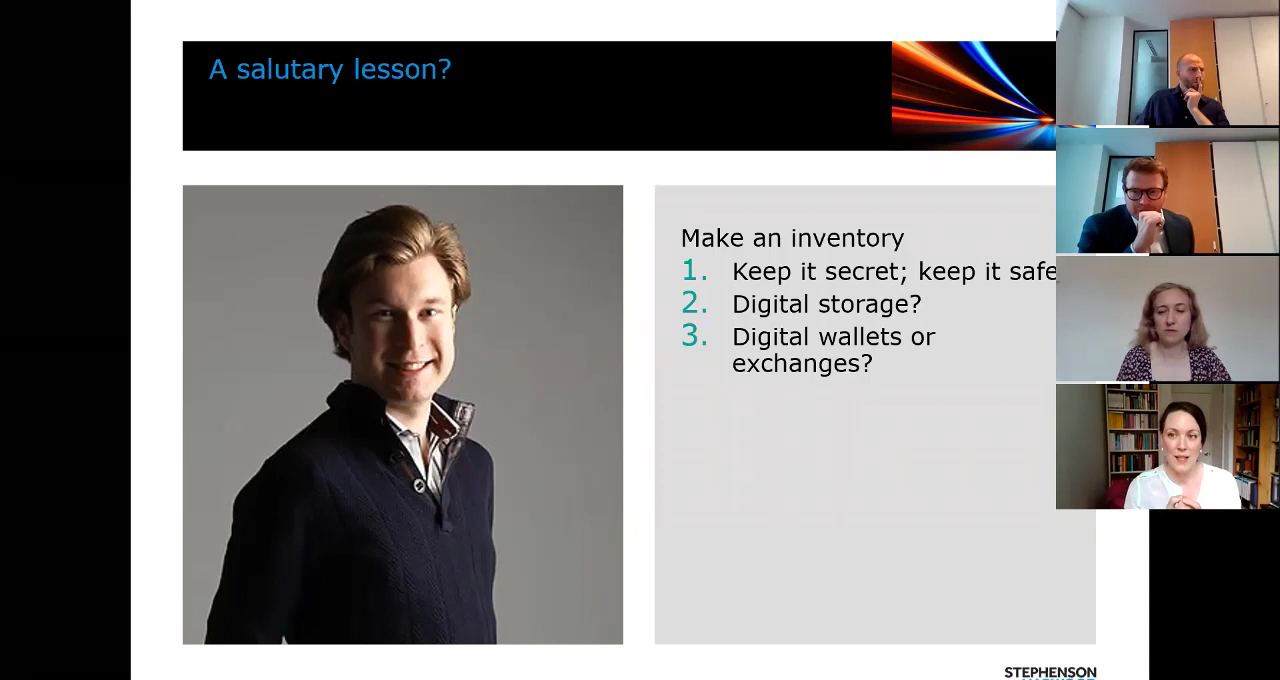 A salutary lesson?
Make an inventory
1. Keep it secret; keep it safe
2. Digital storage?
3. Digital wallets or
exchanges?
STEPHENSON